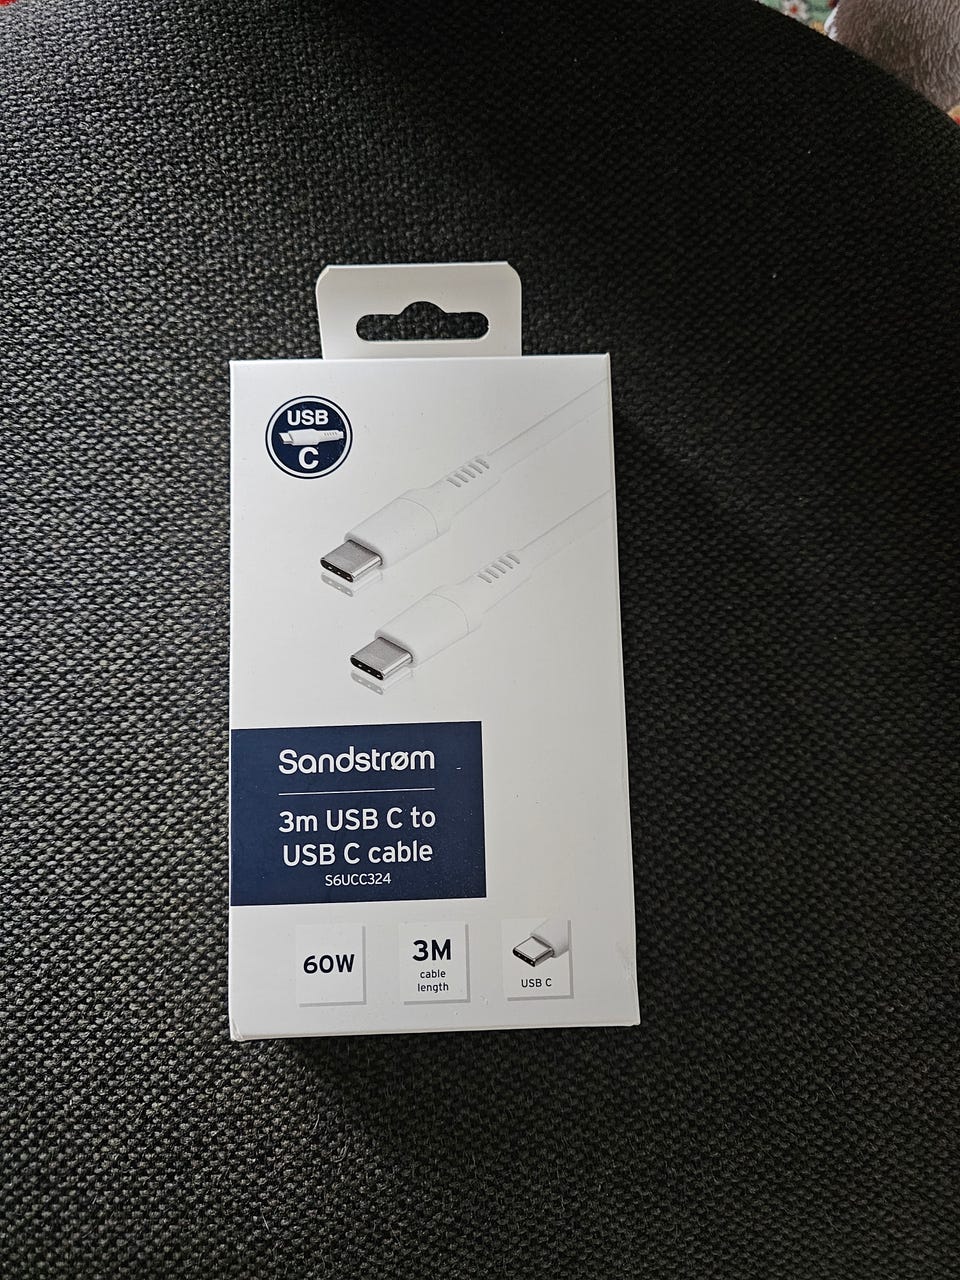 USB
C
Sandstrøm
3m USB C to
USB C cable
S6UCC324
60W
3M
cable
length
USB C